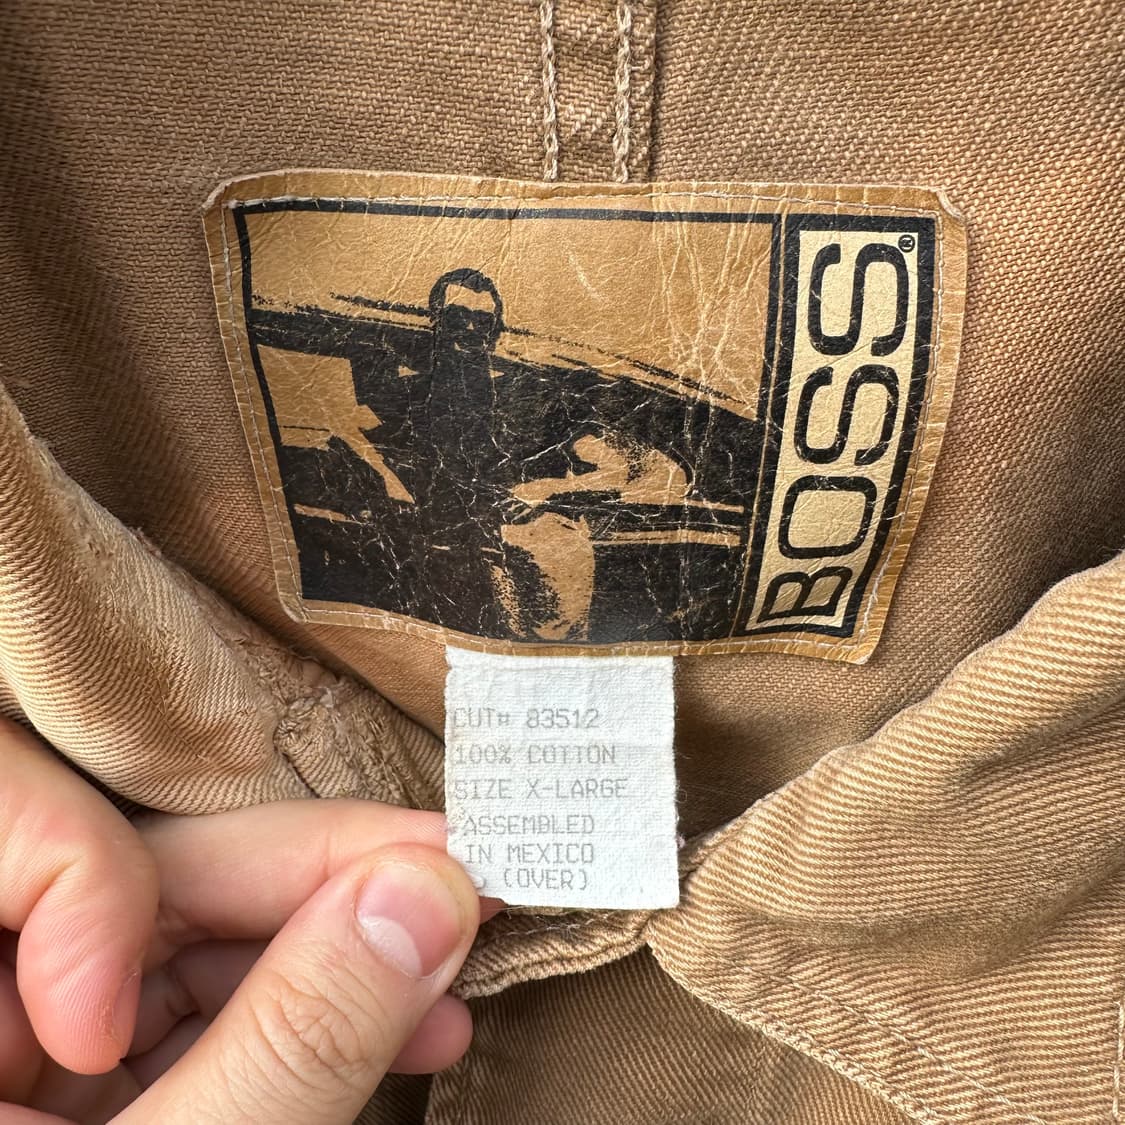 BOSS®
CUT# 83512
100% COTTON
SIZE X-LARGE
ASSEMBLED
IN MEXICO
(OVER)